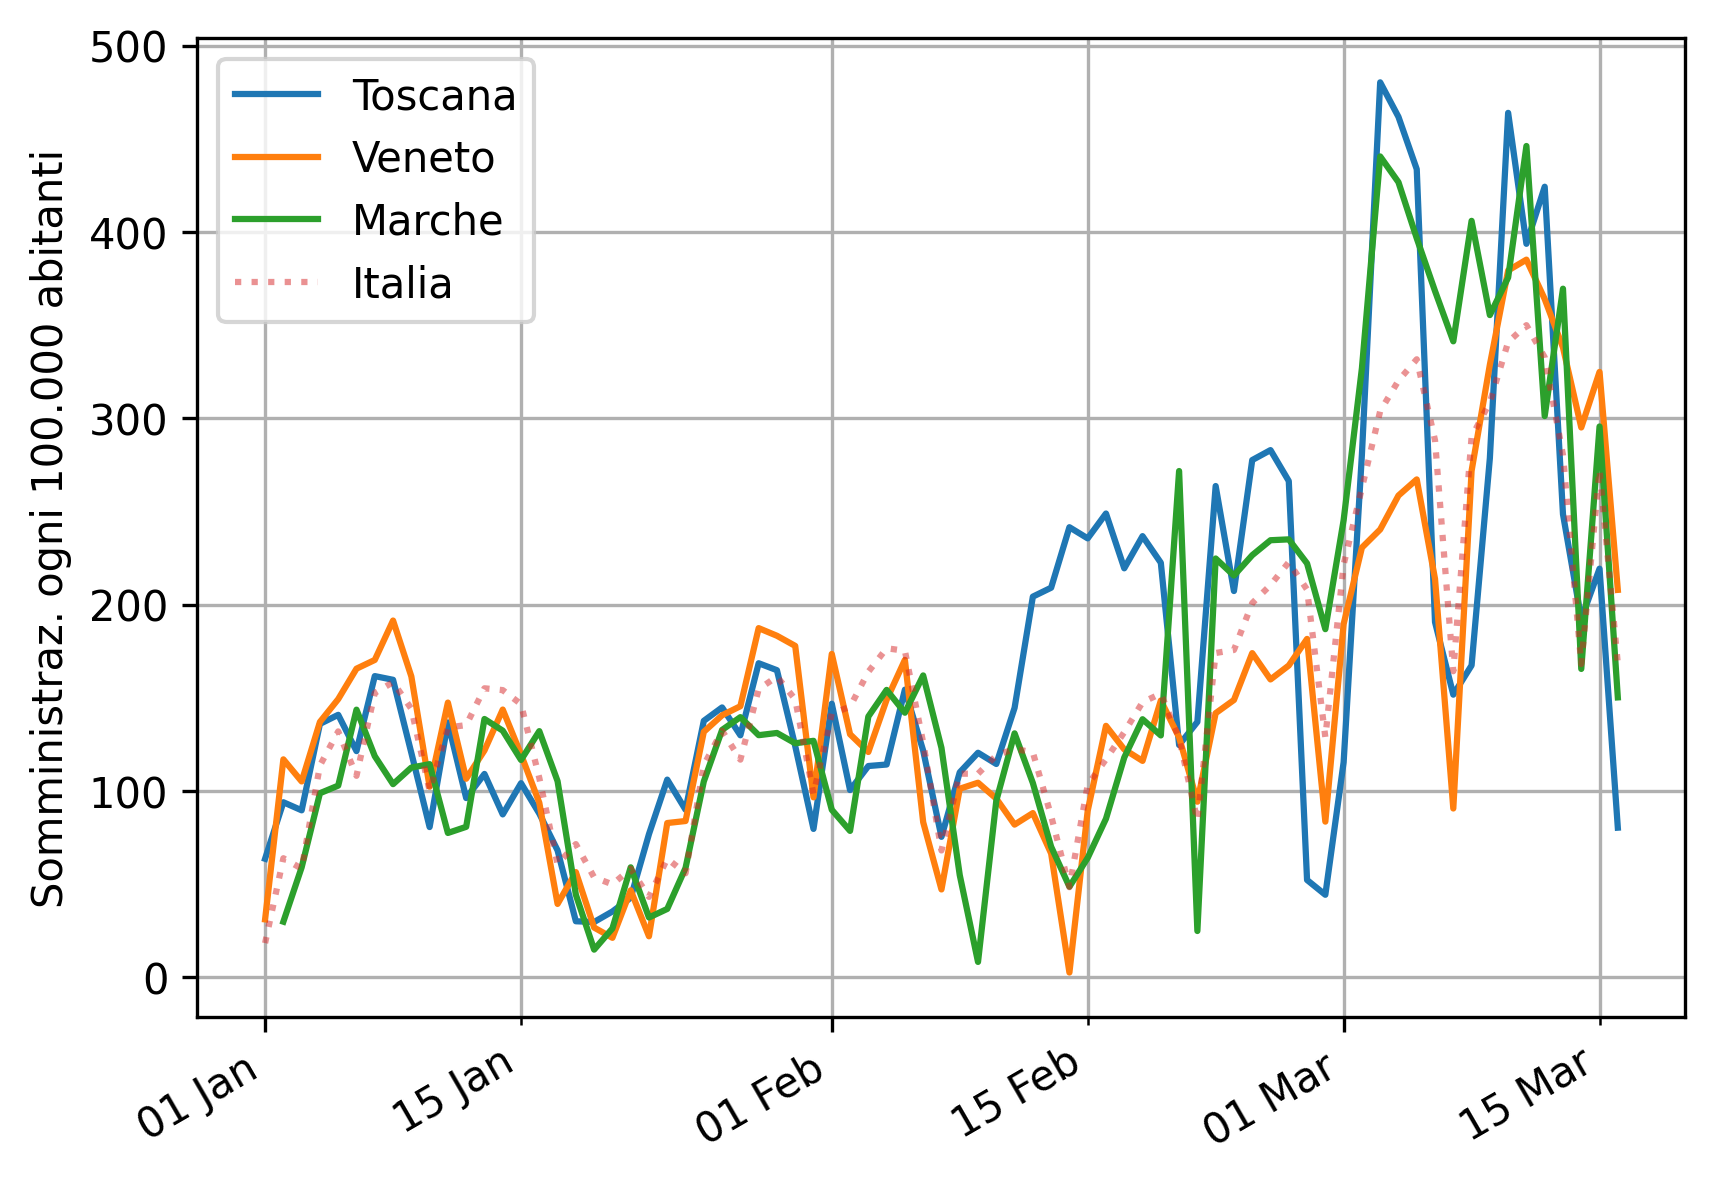 Somministraz. ogni 100.000 abitanti
500
400
300
200
100
0
Toscana
Veneto
Marche
Italia
01 Jan
15 Jan
01 Feb
15 Feb
01 Mar
15 Mar